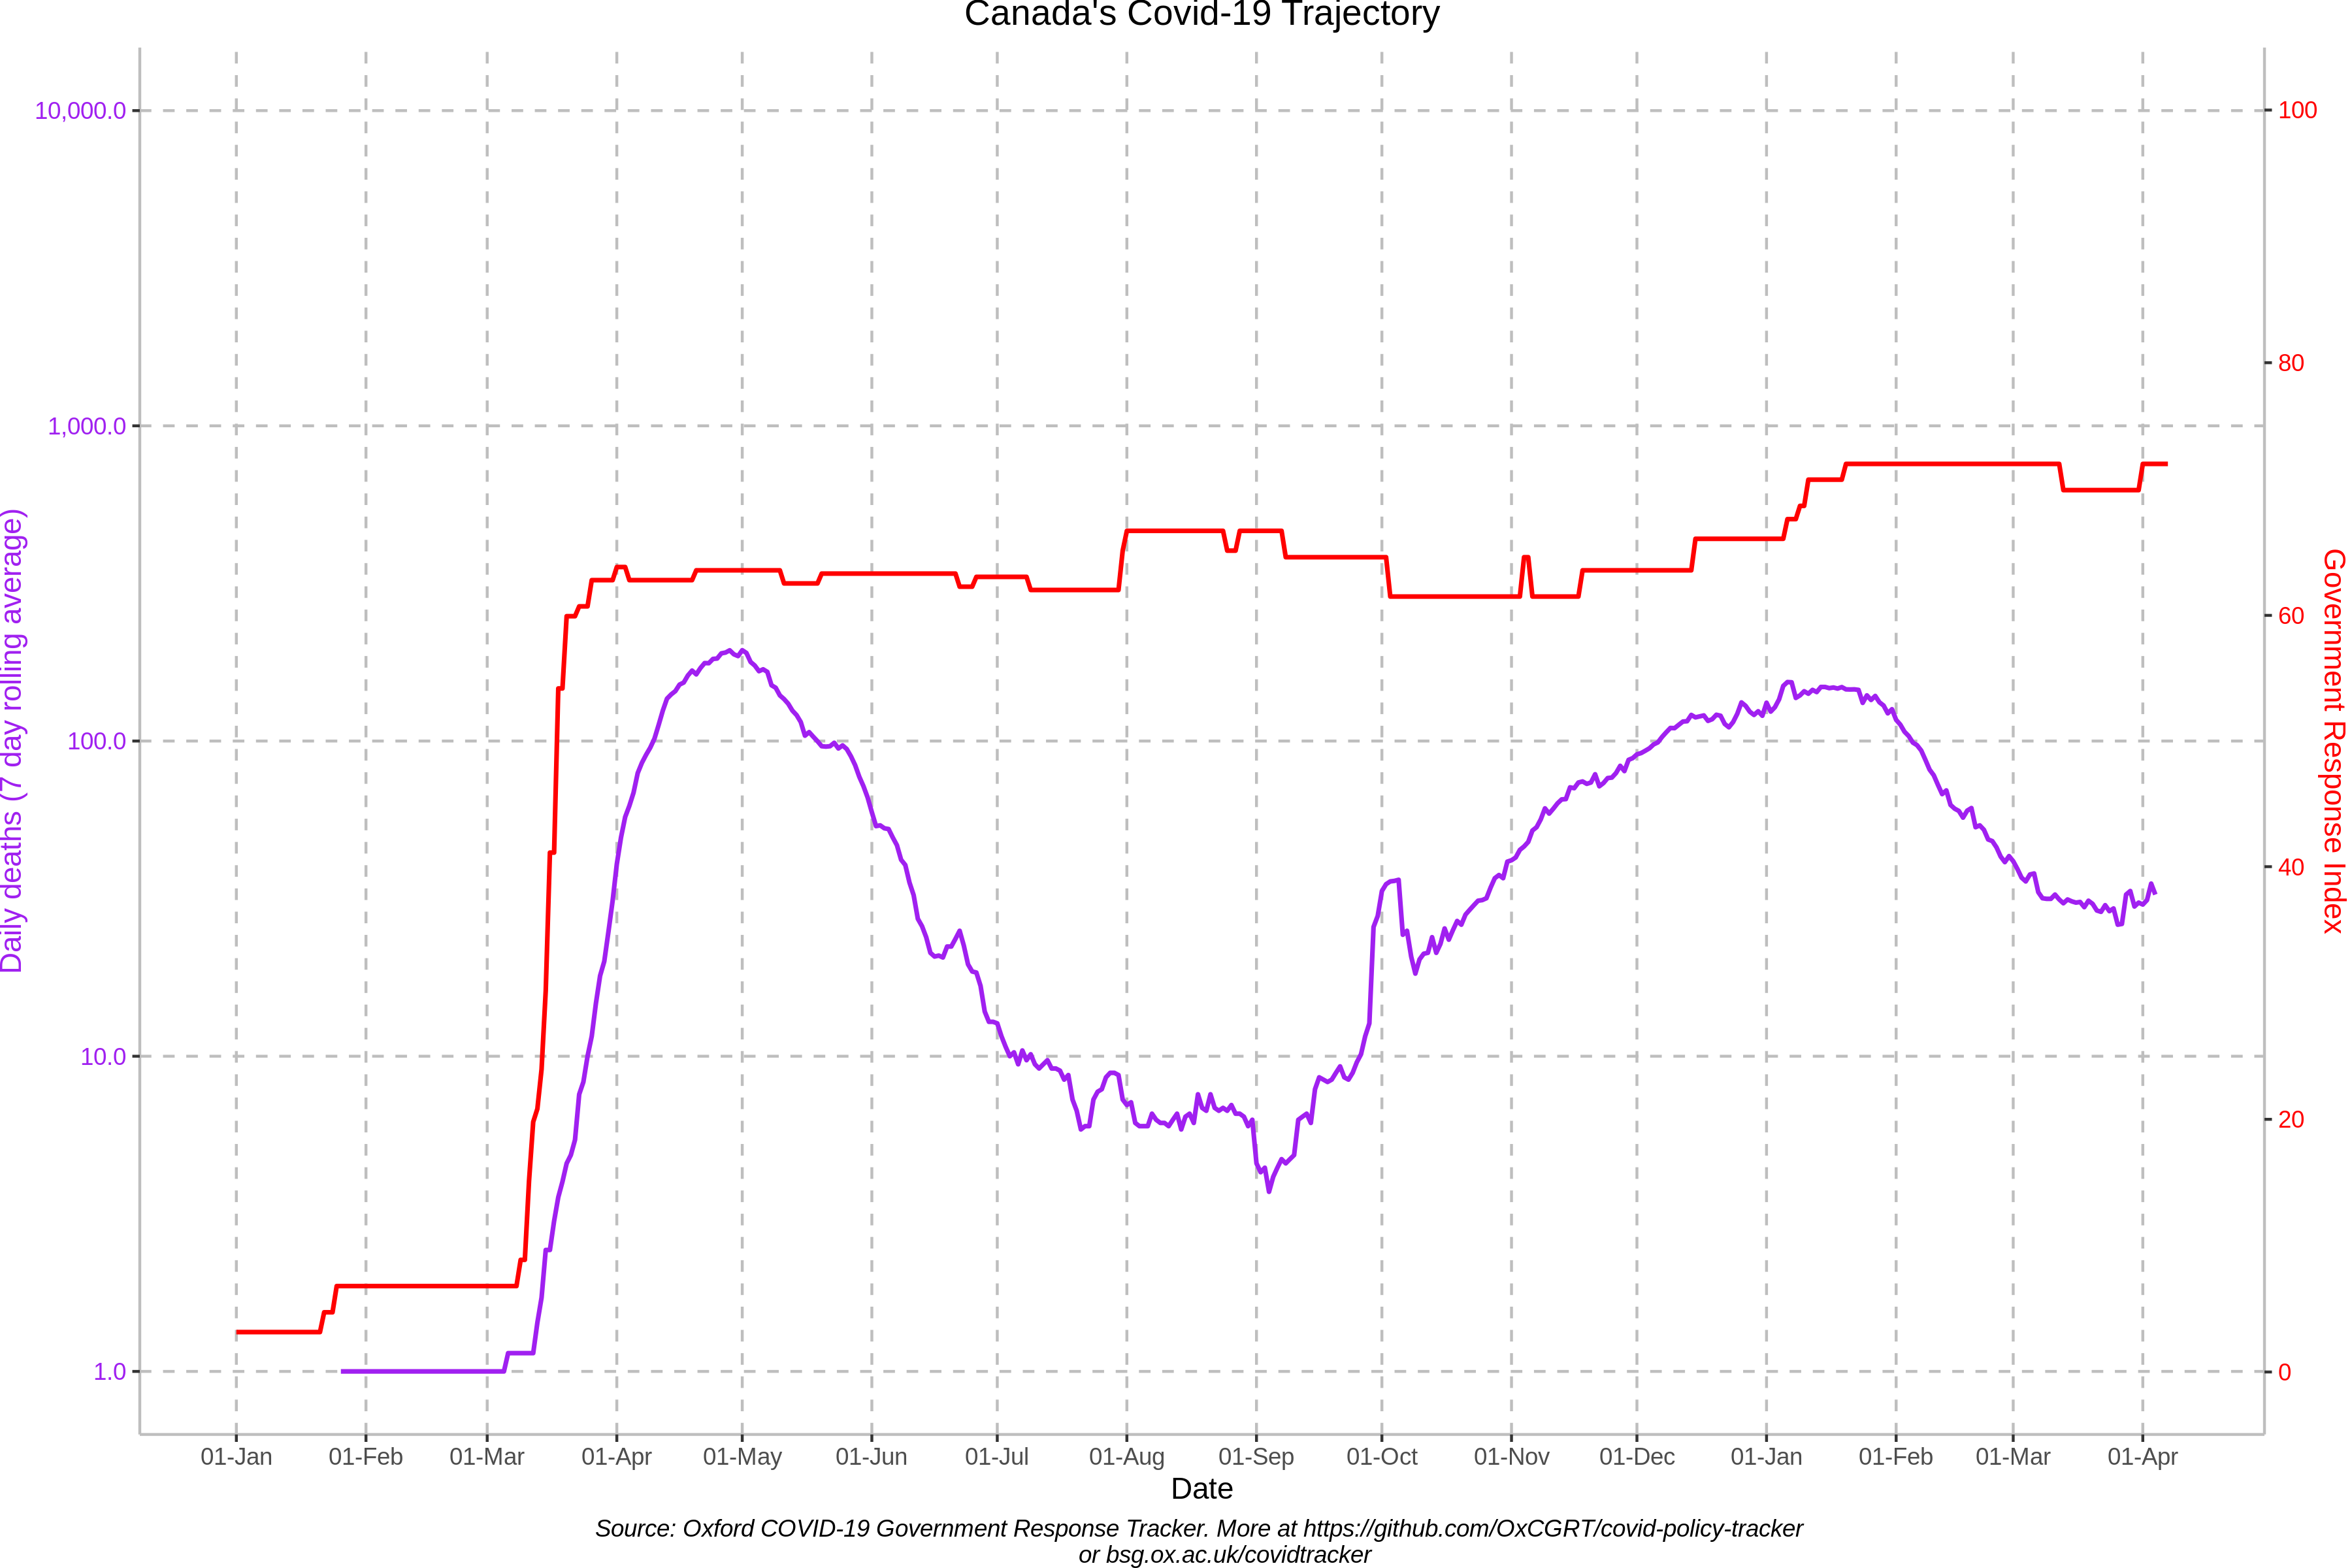 Canada's Covid-19 Trajectory
10,000.0
1,000.0
100.0
10.0
1.0
Daily deaths (7 day rolling average)
100
80
60
40
20
0
Government Response Index
01-Jan 01-Feb 01-Mar 01-Apr 01-May 01-Jun 01-Jul 01-Aug 01-Sep 01-Oct 01-Nov 01-Dec 01-Jan 01-Feb 01-Mar 01-Apr
Date
Source: Oxford COVID-19 Government Response Tracker. More at https://github.com/OxCGRT/covid-policy-tracker
or bsg.ox.ac.uk/covidtracker